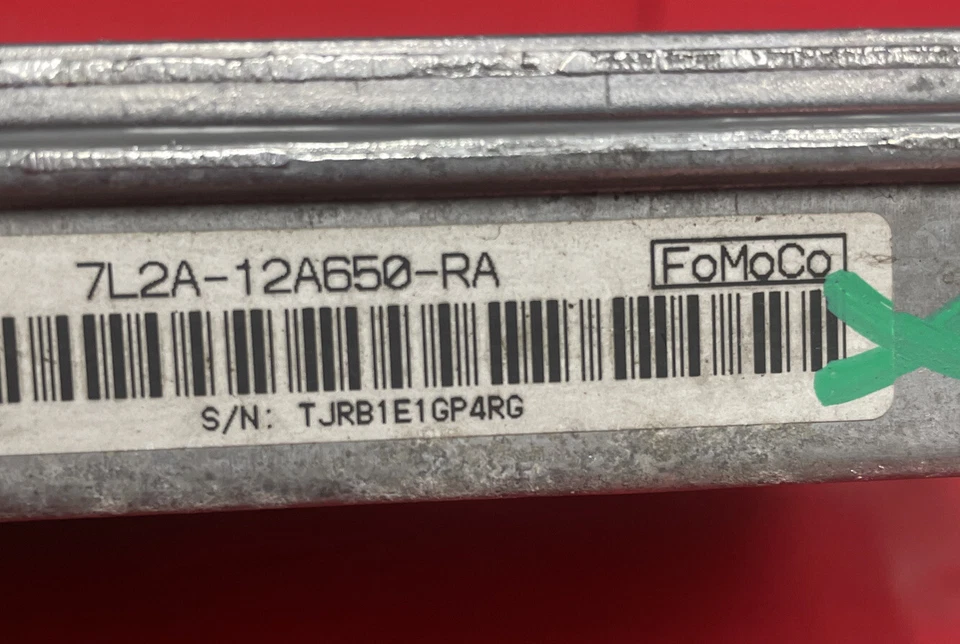 7L2A-12A650-RA FoMoCo
S/N: TJRB1E1GP4RG